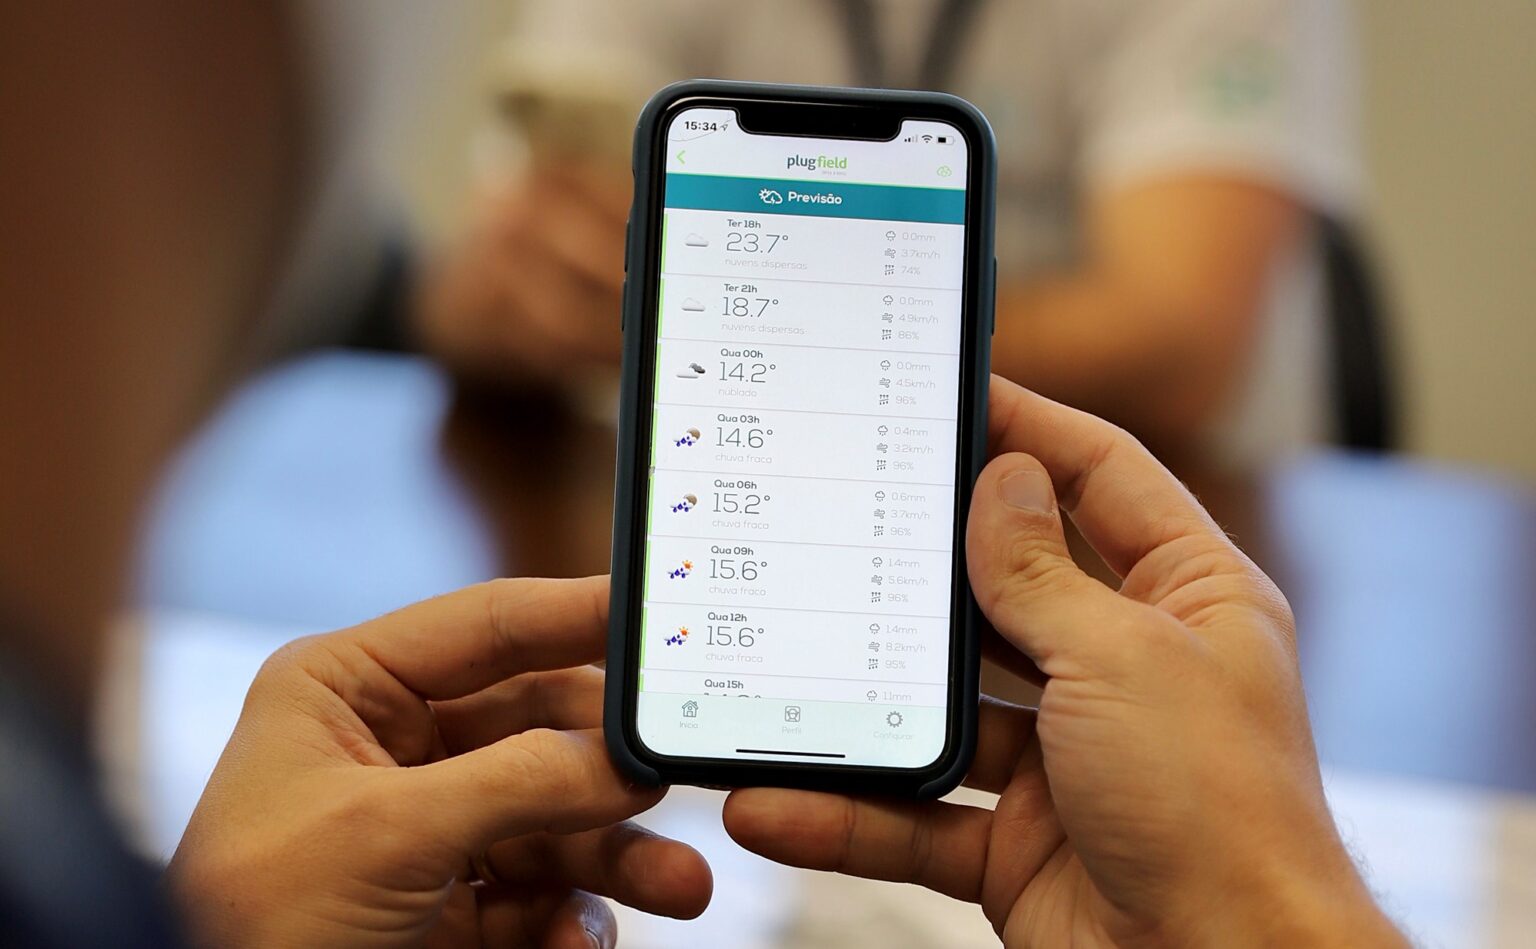 15:34
plugfield
Previsão
Ter 18h
23.7°
nuvens dispersas
0.0mm
3.7km/h
74%
Ter 21h
18.7°
nuvens dispersas
0.0mm
4.9km/h
86%
Qua 00h
14.2°
nublado
0.0mm
4.5km/h
96%
Qua 03h
14.6°
chuva fraca
0.4mm
3.2km/h
96%
Qua 06h
15.2°
chuva fraca
0.6mm
3.7km/h
96%
Qua 09h
15.6°
chuva fraca
1.4mm
5.6km/h
96%
Qua 12h
15.6°
chuva fraca
1.4mm
8.2km/h
95%
Qua 15h
1.1mm
Início
Perfil
Configurar